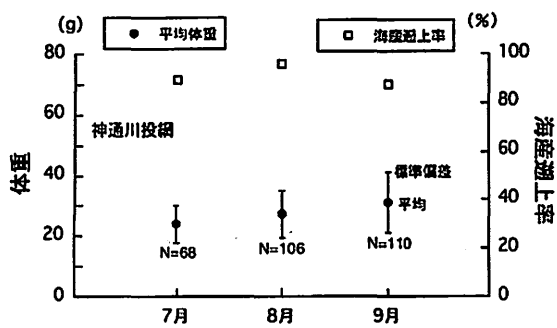 (g)
平均体重
海産遡上率
(%)
80
60
40
20
0
体重
神通川投網
標準偏差
平均
N=68
N=106
N=110
100
80
60
40
20
0
海産遡上率
7月
8月
9月